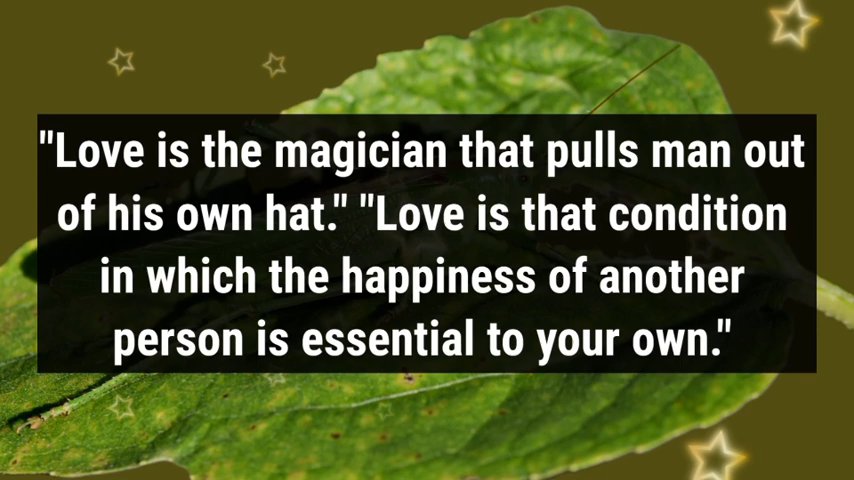 "Love is the magician that pulls man out
of his own hat." "Love is that condition
in which the happiness of another
person is essential to your own."